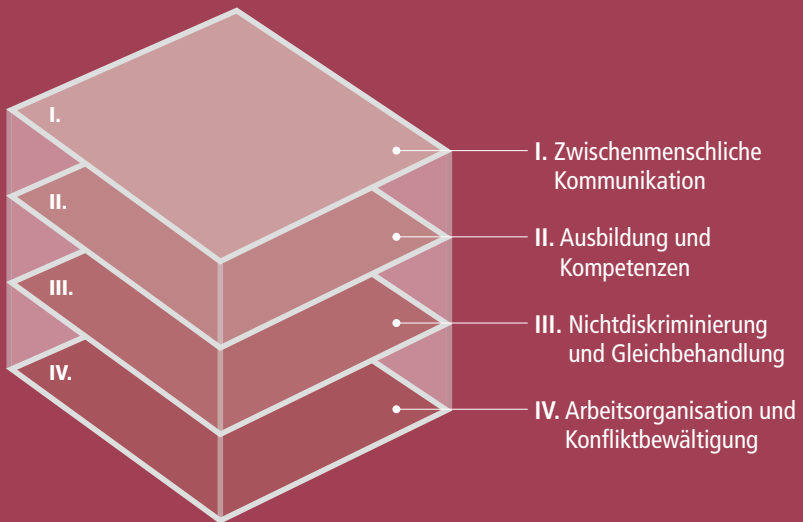 I.
II.
III.
IV.
I. Zwischenmenschliche
Kommunikation
II. Ausbildung und
Kompetenzen
III. Nichtdiskriminierung
und Gleichbehandlung
IV. Arbeitsorganisation und
Konfliktbewältigung